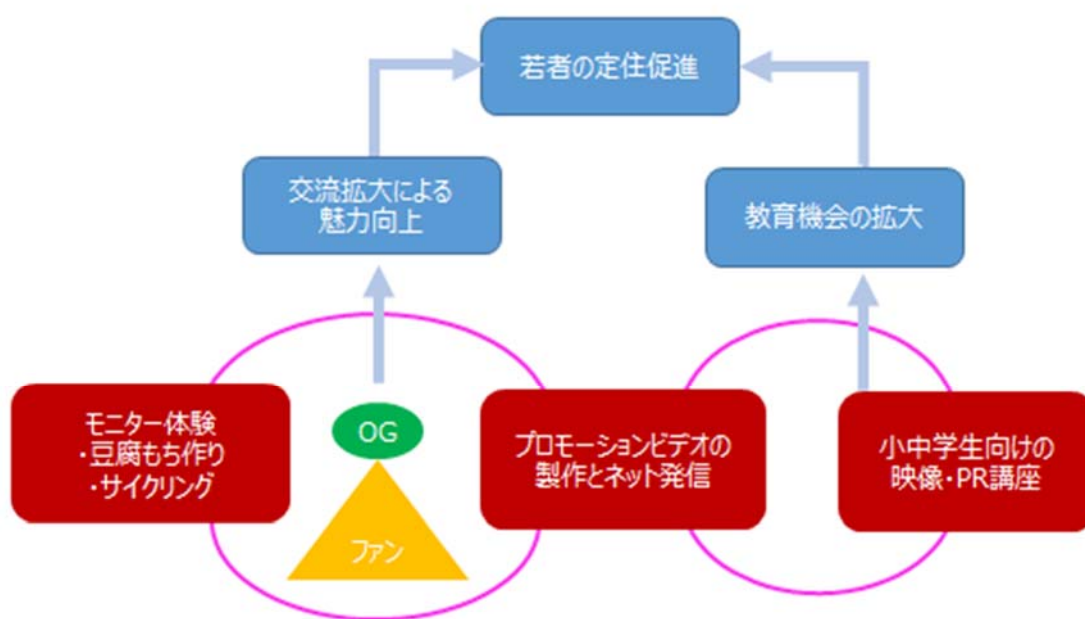 若者の定住促進
交流拡大による
魅力向上
教育機会の拡大
モニター体験
・豆腐もち作り
・サイクリング
OG
ファン
プロモーションビデオの
製作とネット発信
小中学生向けの
映像・PR講座